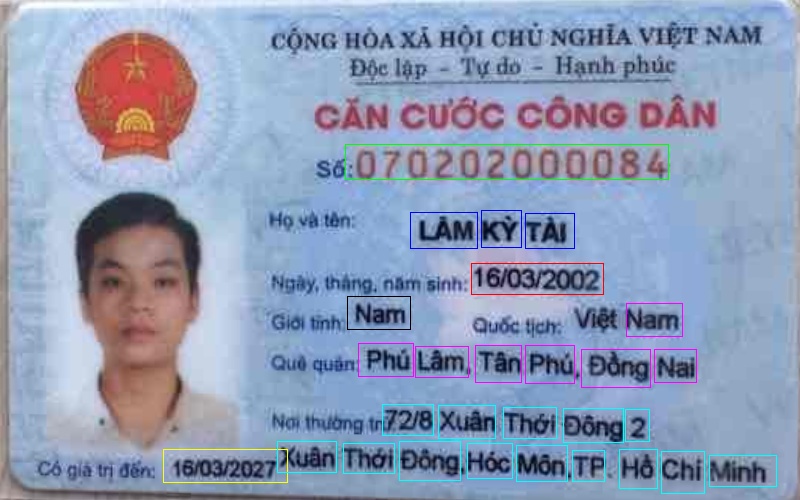 CỘNG HÒA XÃ HỘI CHỦ NGHĨA VIỆT NAM
Độc lập - Tự do - Hạnh phúc
CĂN CƯỚC CÔNG DÂN
Số: 070202000084
Họ và tên: LÂM KỲ TÀI
Ngày, tháng, năm sinh: 16/03/2002
Giới tính: Nam Quốc tịch: Việt Nam
Quê quán: Phú Lâm, Tân Phú, Đồng Nai
Nơi thường trú: 72/8 Xuân Thới Đông 2
Xuân Thới Đông, Hóc Môn, TP. Hồ Chí Minh
Có giá trị đến: 16/03/2027